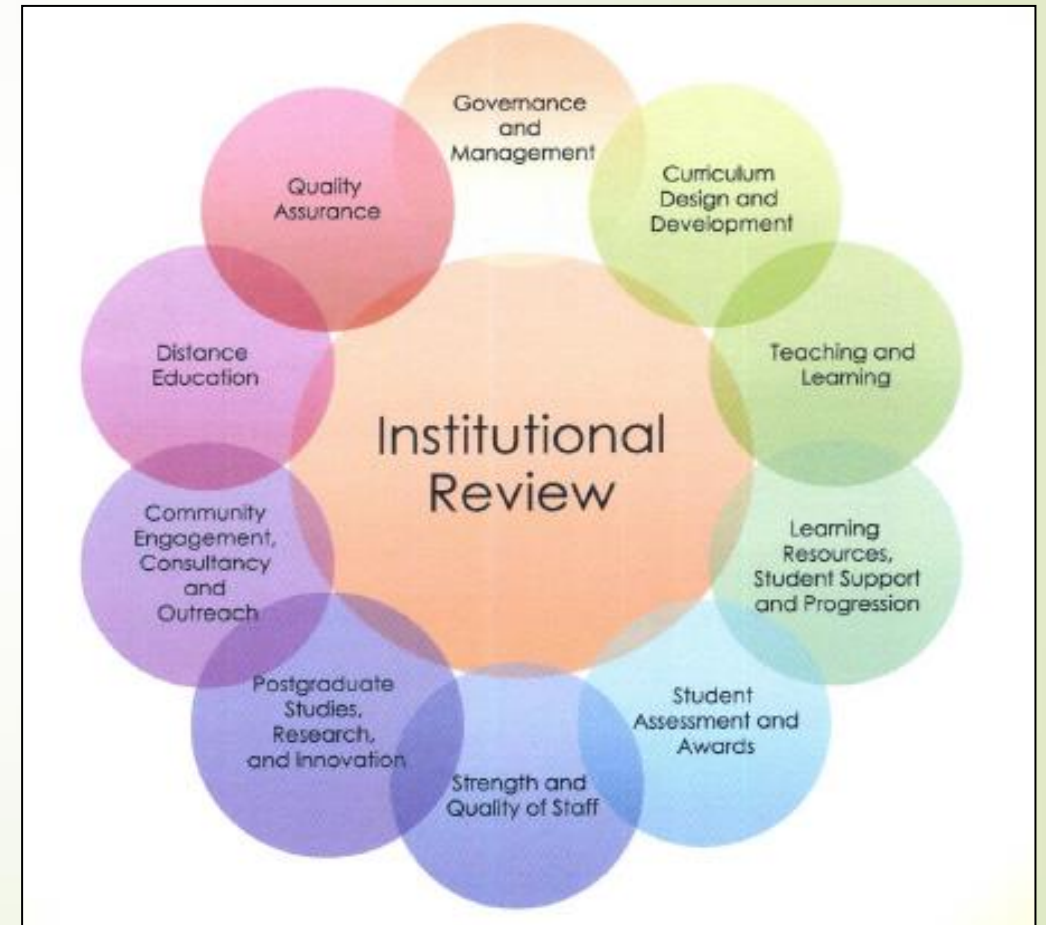 Governance
and
Management
Curriculum
Design and
Development
Teaching and
Learning
Learning
Resources,
Student Support
and Progression
Student
Assessment and
Awards
Strength and
Quality of Staff
Postgraduate
Studies,
Research,
and Innovation
Community
Engagement,
Consultancy
and
Outreach
Distance
Education
Quality
Assurance
Institutional
Review